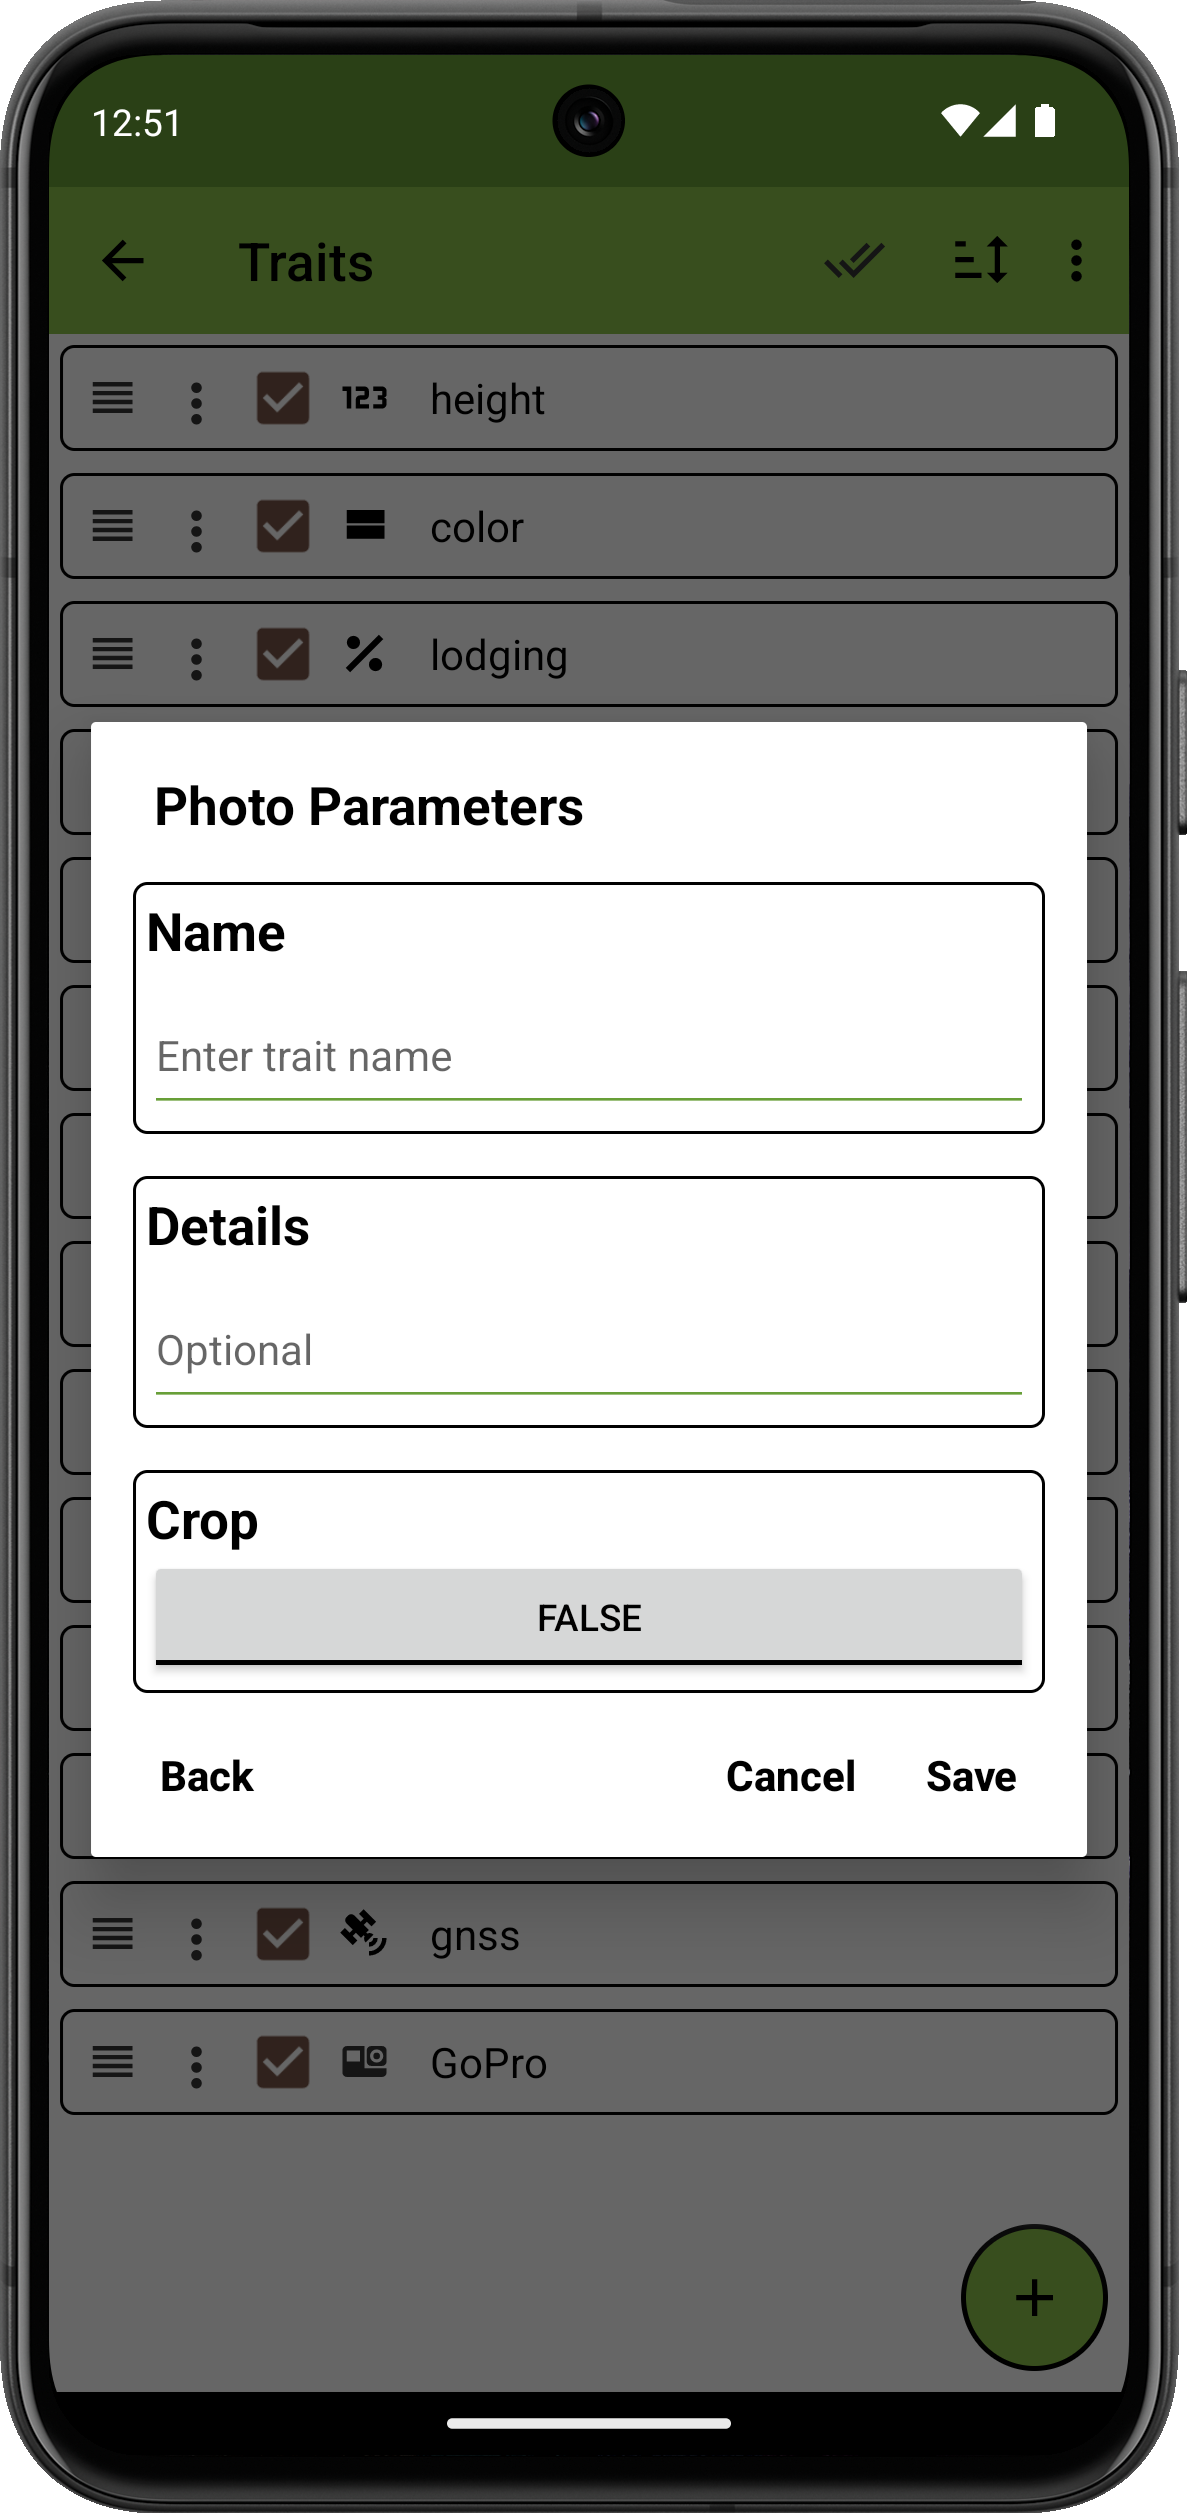 12:51
Traits
123 height
color
% lodging
Photo Parameters
Name
Enter trait name
Details
Optional
Crop
FALSE
Back Cancel Save
gnss
GoPro
+